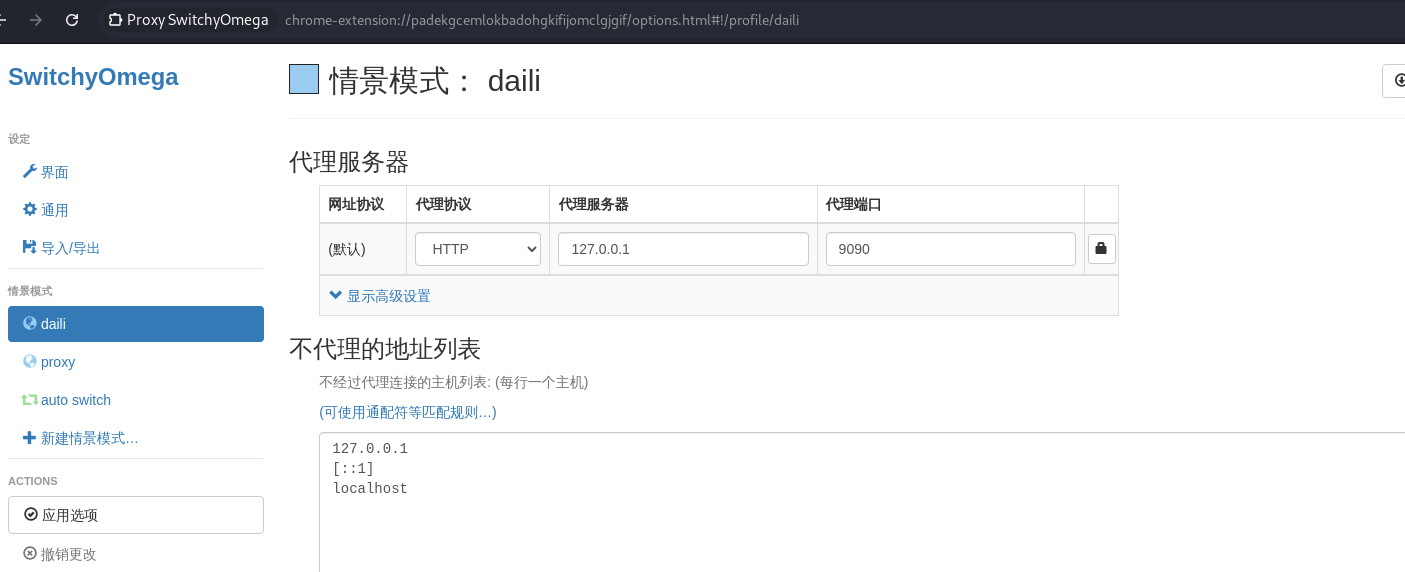 Proxy SwitchyOmega chrome-extension://padekgcemlokbadohgkifijomclgjgif/options.html#!/profile/daili
SwitchyOmega
情景模式： daili
设定
界面
通用
导入/导出
情景模式
daili
proxy
auto switch
新建情景模式…
ACTIONS
应用选项
撤销更改
代理服务器
网址协议 代理协议 代理服务器 代理端口
(默认) HTTP 127.0.0.1 9090
显示高级设置
不代理的地址列表
不经过代理连接的主机列表: (每行一个主机)
(可使用通配符等匹配规则…)
127.0.0.1
[::1]
localhost